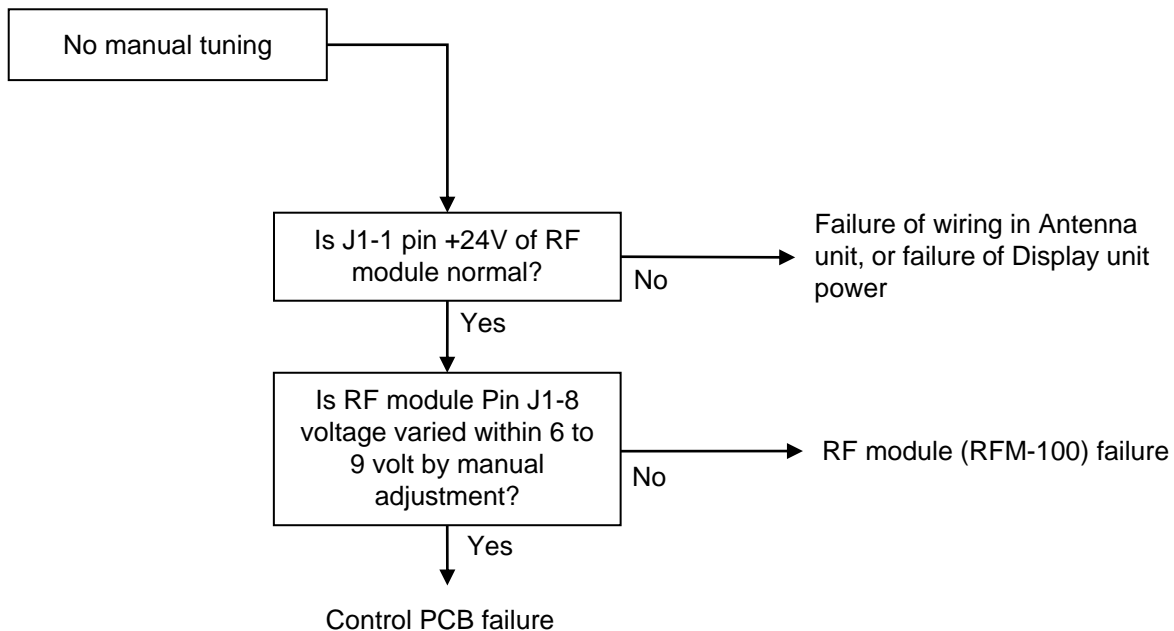 No manual tuning
Is J1-1 pin +24V of RF
module normal?
No
Failure of wiring in Antenna
unit, or failure of Display unit
power
Yes
Is RF module Pin J1-8
voltage varied within 6 to
9 volt by manual
adjustment?
No
RF module (RFM-100) failure
Yes
Control PCB failure